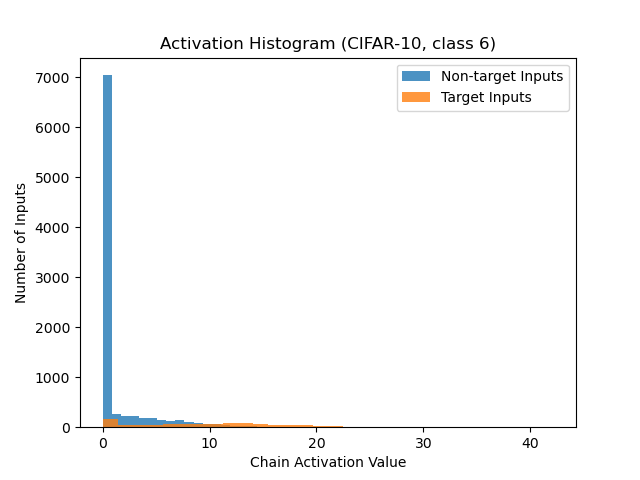 Activation Histogram (CIFAR-10, class 6)
Non-target Inputs
Target Inputs
7000
6000
5000
4000
3000
2000
1000
0
Number of Inputs
0 10 20 30 40
Chain Activation Value